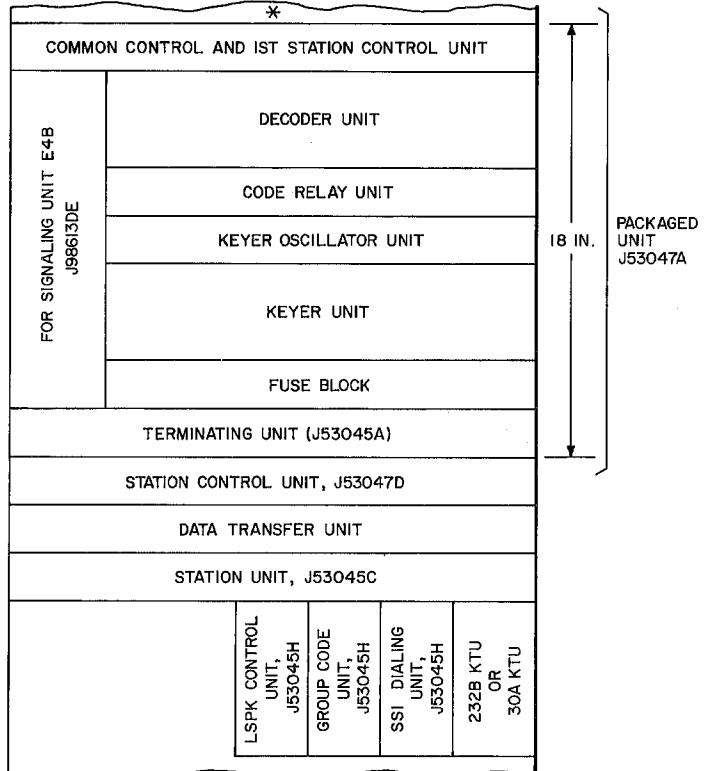 *
COMMON CONTROL AND IST STATION CONTROL UNIT
FOR SIGNALING UNIT E4B
J98613DE
DECODER UNIT
CODE RELAY UNIT
KEYER OSCILLATOR UNIT
KEYER UNIT
FUSE BLOCK
18 IN.
PACKAGED
UNIT
J53047A
TERMINATING UNIT (J53045A)
STATION CONTROL UNIT, J53047D
DATA TRANSFER UNIT
STATION UNIT, J53045C
LSPK CONTROL
UNIT,
J53045H
GROUP CODE
UNIT,
J53045H
SSI DIALING
UNIT,
J53045H
232B KTU
OR
30A KTU